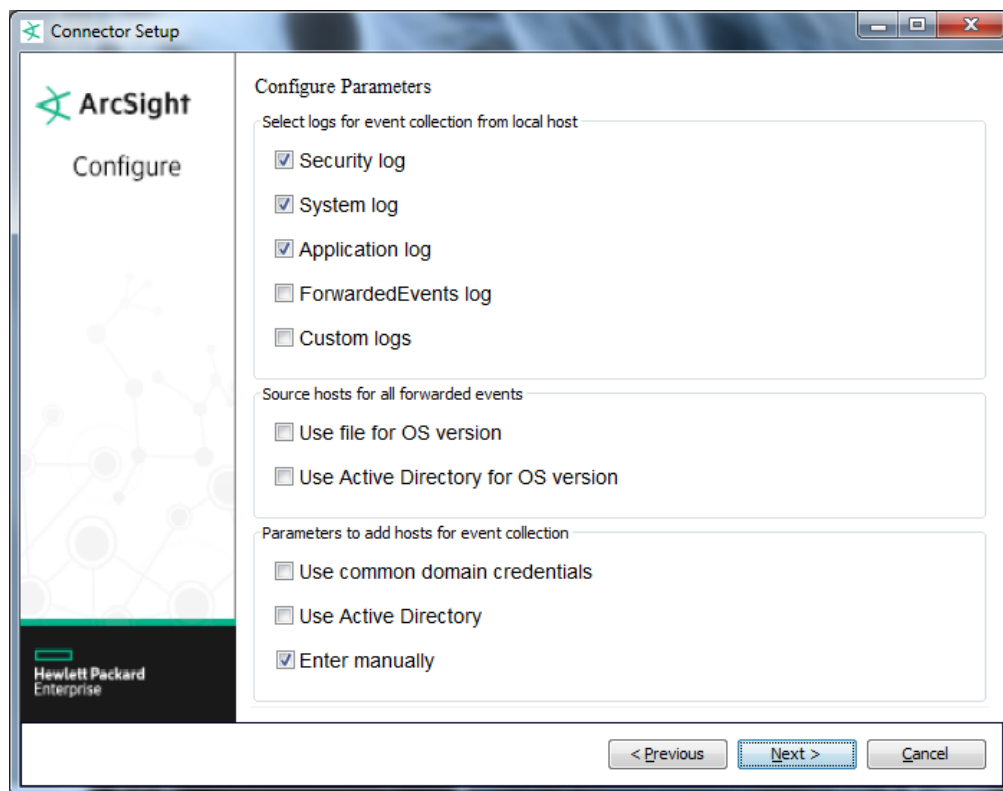 Connector Setup
ArcSight
Configure
Configure Parameters
Select logs for event collection from local host
Security log
System log
Application log
ForwardedEvents log
Custom logs
Source hosts for all forwarded events
Use file for OS version
Use Active Directory for OS version
Parameters to add hosts for event collection
Use common domain credentials
Use Active Directory
Enter manually
Hewlett Packard
Enterprise
< Previous
Next >
Cancel